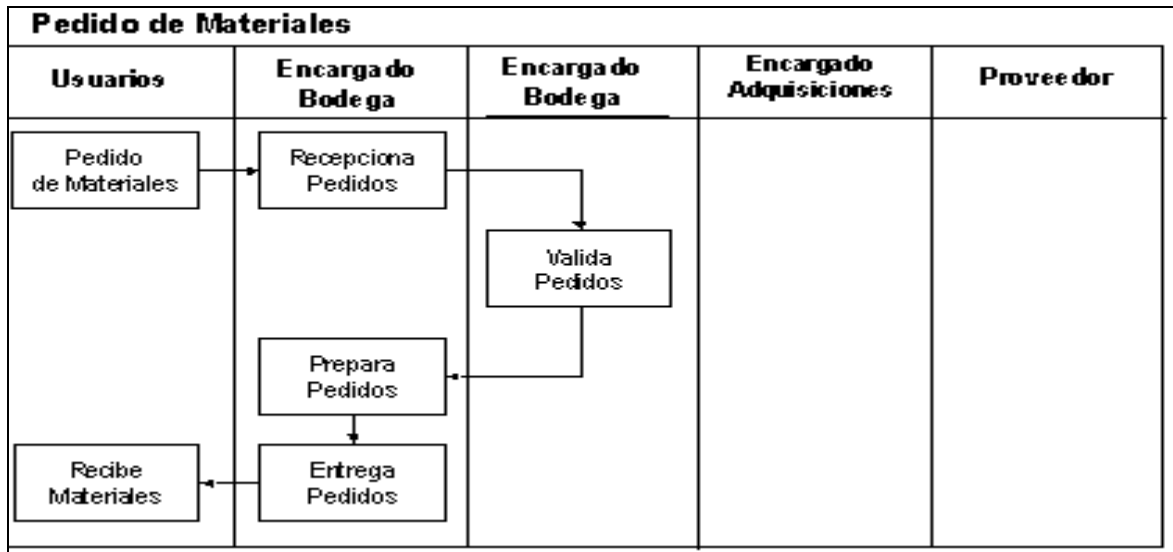 Pedido de Materiales
Usuarios
Encargado
Bodega
Encargado
Bodega
Encargado
Adquisiciones
Proveedor
Pedido
de Materiales
Recepciona
Pedidos
Valida
Pedidos
Prepara
Pedidos
Recibe
Materiales
Entrega
Pedidos